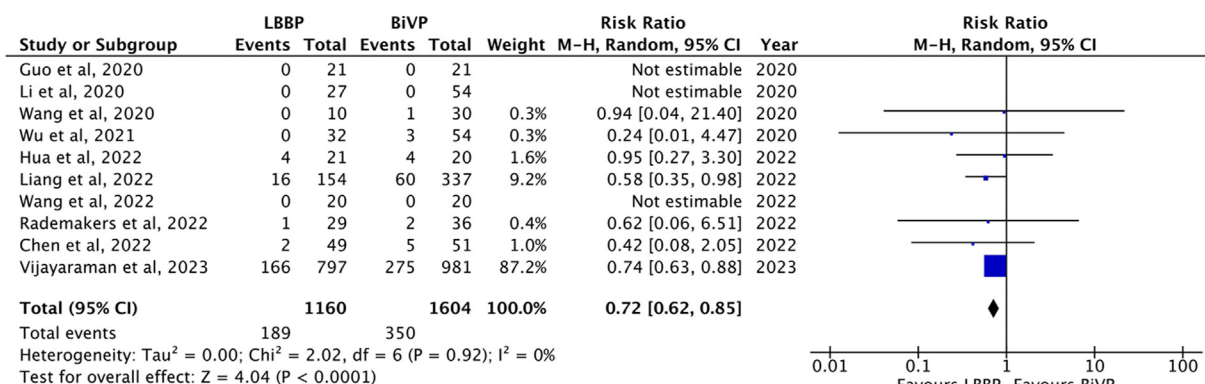 LBBP BiVP Risk Ratio Risk Ratio
Study or Subgroup Events Total Events Total Weight M-H, Random, 95% CI Year M-H, Random, 95% CI
Guo et al, 2020 0 21 0 21 Not estimable 2020
Li et al, 2020 0 27 0 54 Not estimable 2020
Wang et al, 2020 0 10 1 30 0.3% 0.94 [0.04, 21.40] 2020
Wu et al, 2021 0 32 3 54 0.3% 0.24 [0.01, 4.47] 2020
Hua et al, 2022 4 21 4 20 1.6% 0.95 [0.27, 3.30] 2022
Liang et al, 2022 16 154 60 337 9.2% 0.58 [0.35, 0.98] 2022
Wang et al, 2022 0 20 0 20 Not estimable 2022
Rademakers et al, 2022 1 29 2 36 0.4% 0.62 [0.06, 6.51] 2022
Chen et al, 2022 2 49 5 51 1.0% 0.42 [0.08, 2.05] 2022
Vijayaraman et al, 2023 166 797 275 981 87.2% 0.74 [0.63, 0.88] 2023
Total (95% CI) 1160 1604 100.0% 0.72 [0.62, 0.85]
Total events 189 350
Heterogeneity: Tau² = 0.00; Chi² = 2.02, df = 6 (P = 0.92); I² = 0%
Test for overall effect: Z = 4.04 (P < 0.0001)
0.01 0.1 1 10 100
Favours LBBP Favours BiVP